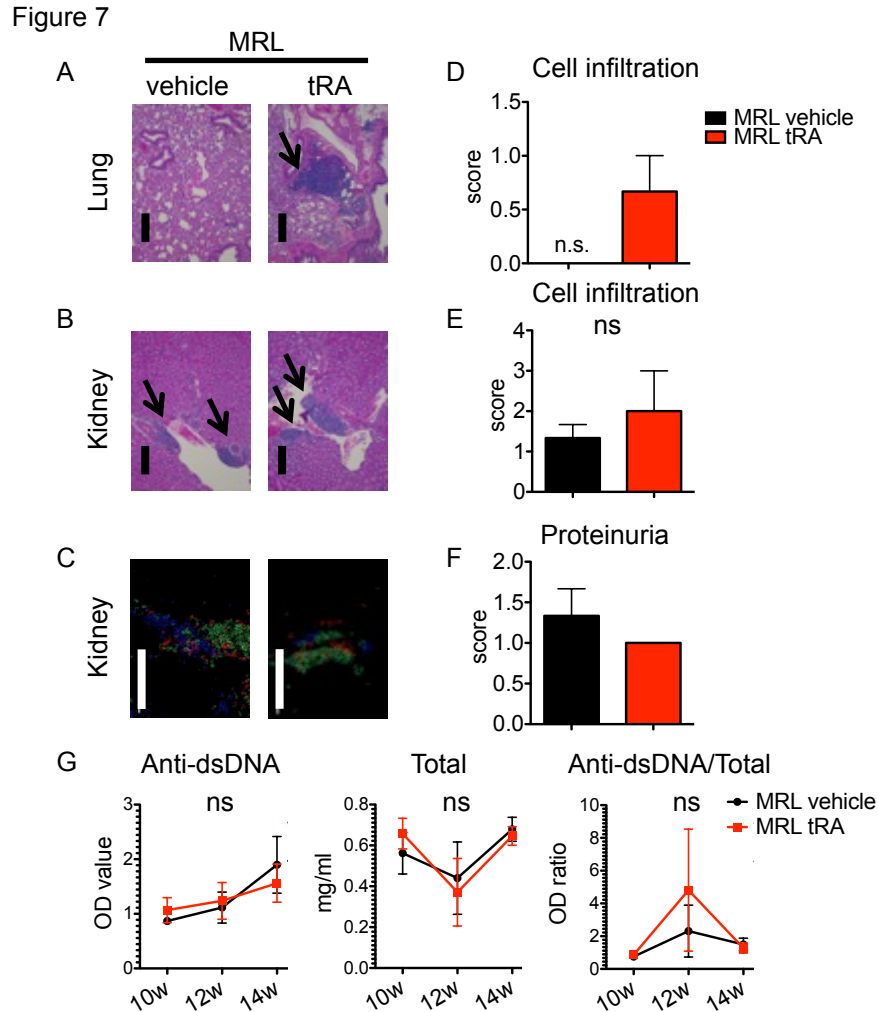 Figure 7
MRL
A
vehicle
tRA
Lung
B
Kidney
C
Kidney
D
Cell infiltration
score
1.5
1.0
0.5
0.0
n.s.
MRL vehicle
MRL tRA
E
Cell infiltration
ns
score
4
3
2
1
0
F
Proteinuria
score
2.0
1.5
1.0
0.5
0.0
G
Anti-dsDNA
ns
OD value
3
2
1
0
10w
12w
14w
Total
ns
mg/ml
0.8
0.6
0.4
0.2
0.0
10w
12w
14w
Anti-dsDNA/Total
ns
OD ratio
10
8
6
4
2
0
10w
12w
14w
MRL vehicle
MRL tRA